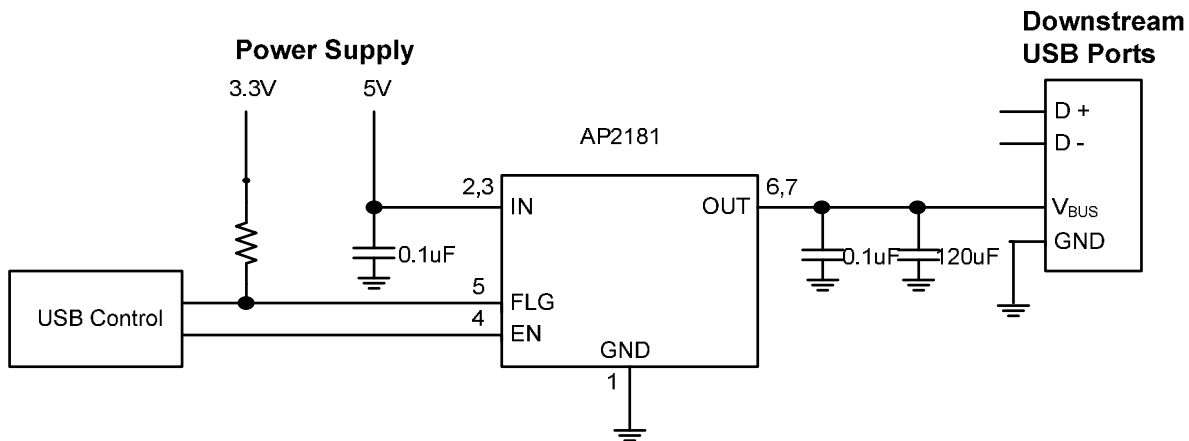 Power Supply
3.3V
5V
Downstream
USB Ports
D +
D -
AP2181
2,3
IN
OUT
6,7
V BUS
GND
0.1uF
0.1uF
120uF
USB Control
5
FLG
4
EN
GND
1